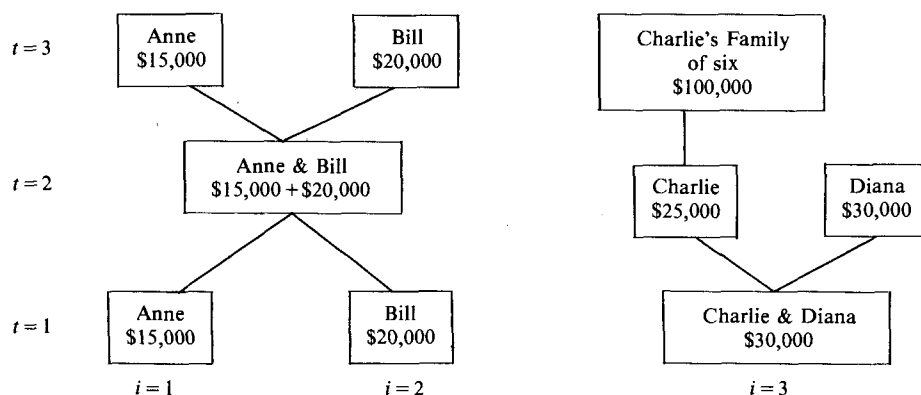 t = 3
Anne
$15,000
Bill
$20,000
Charlie's Family
of six
$100,000
t = 2
Anne & Bill
$15,000 + $20,000
Charlie
$25,000
Diana
$30,000
t = 1
Anne
$15,000
Bill
$20,000
Charlie & Diana
$30,000
i = 1
i = 2
i = 3